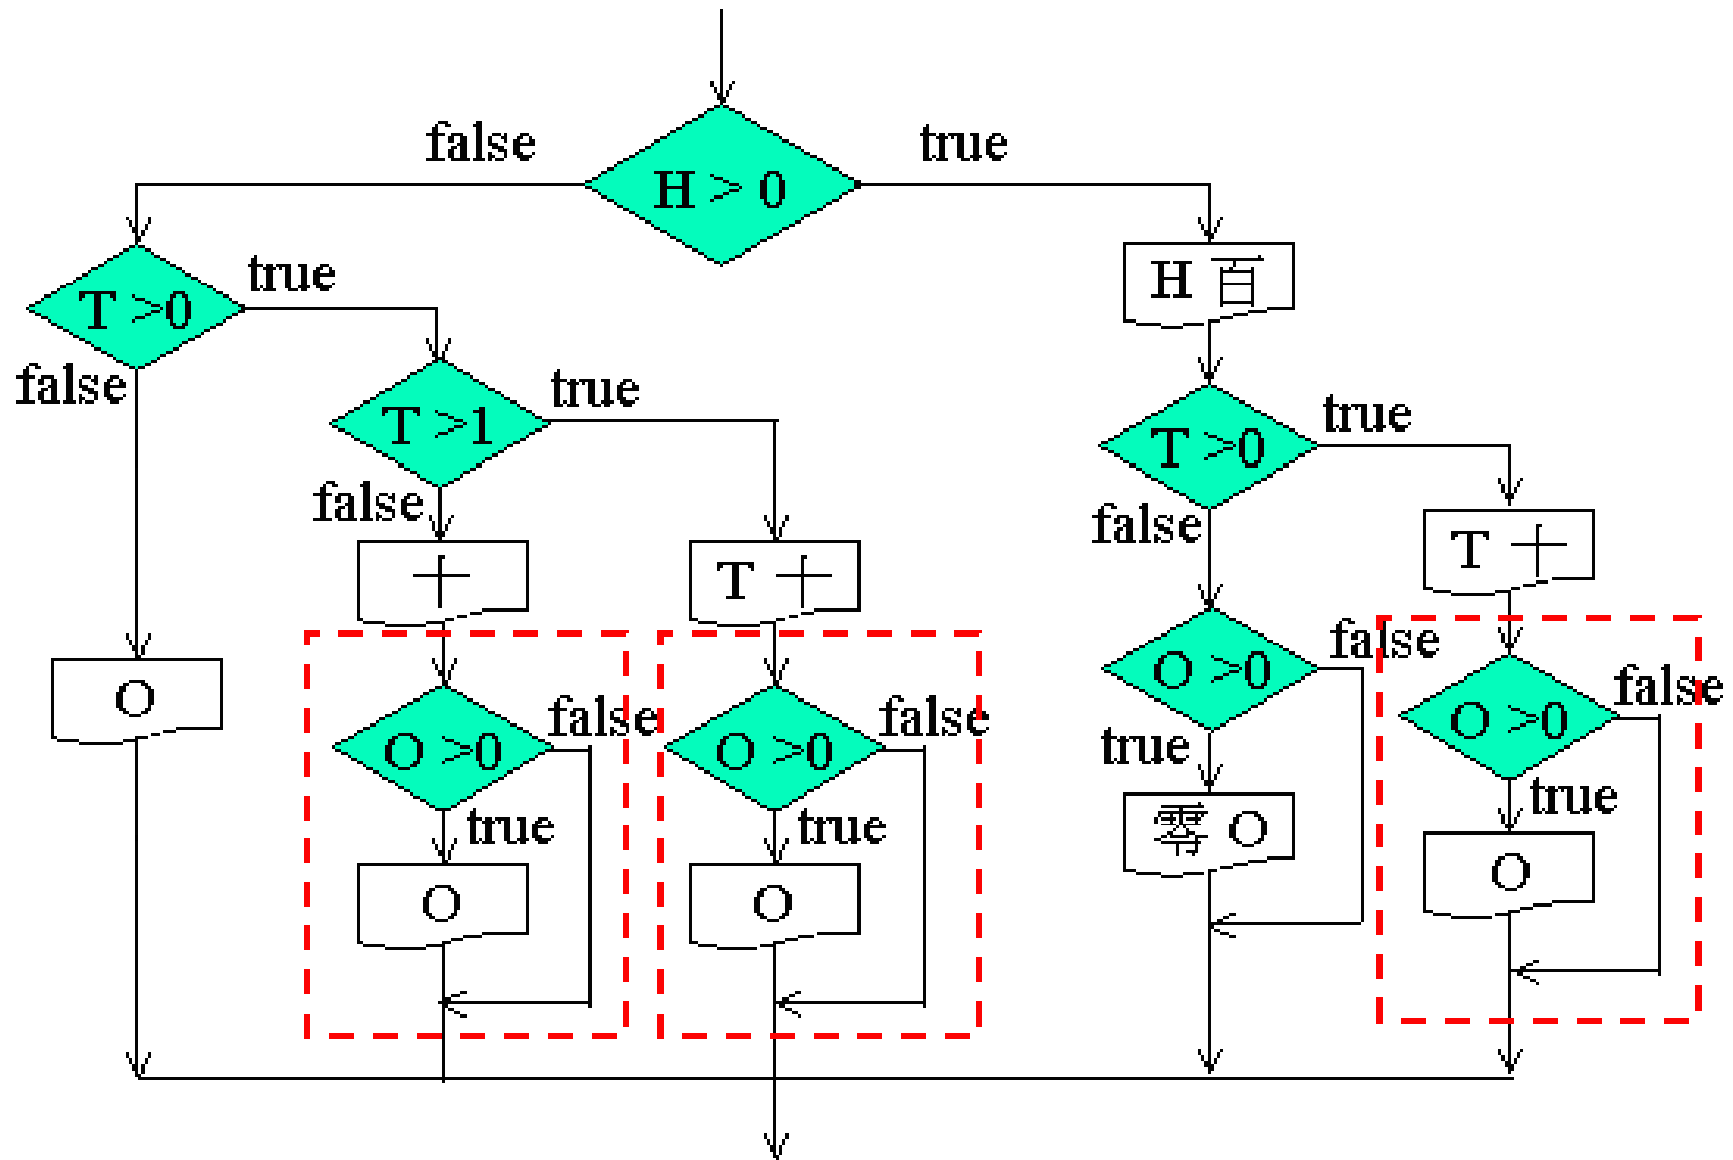 false
true
H > 0
T >0
true
H 百
false
T >1
true
T >0
true
false
false
十
T 十
T 十
O
O >0
false
O >0
false
O >0
false
O >0
false
true
true
true
true
零 O
O
O
O